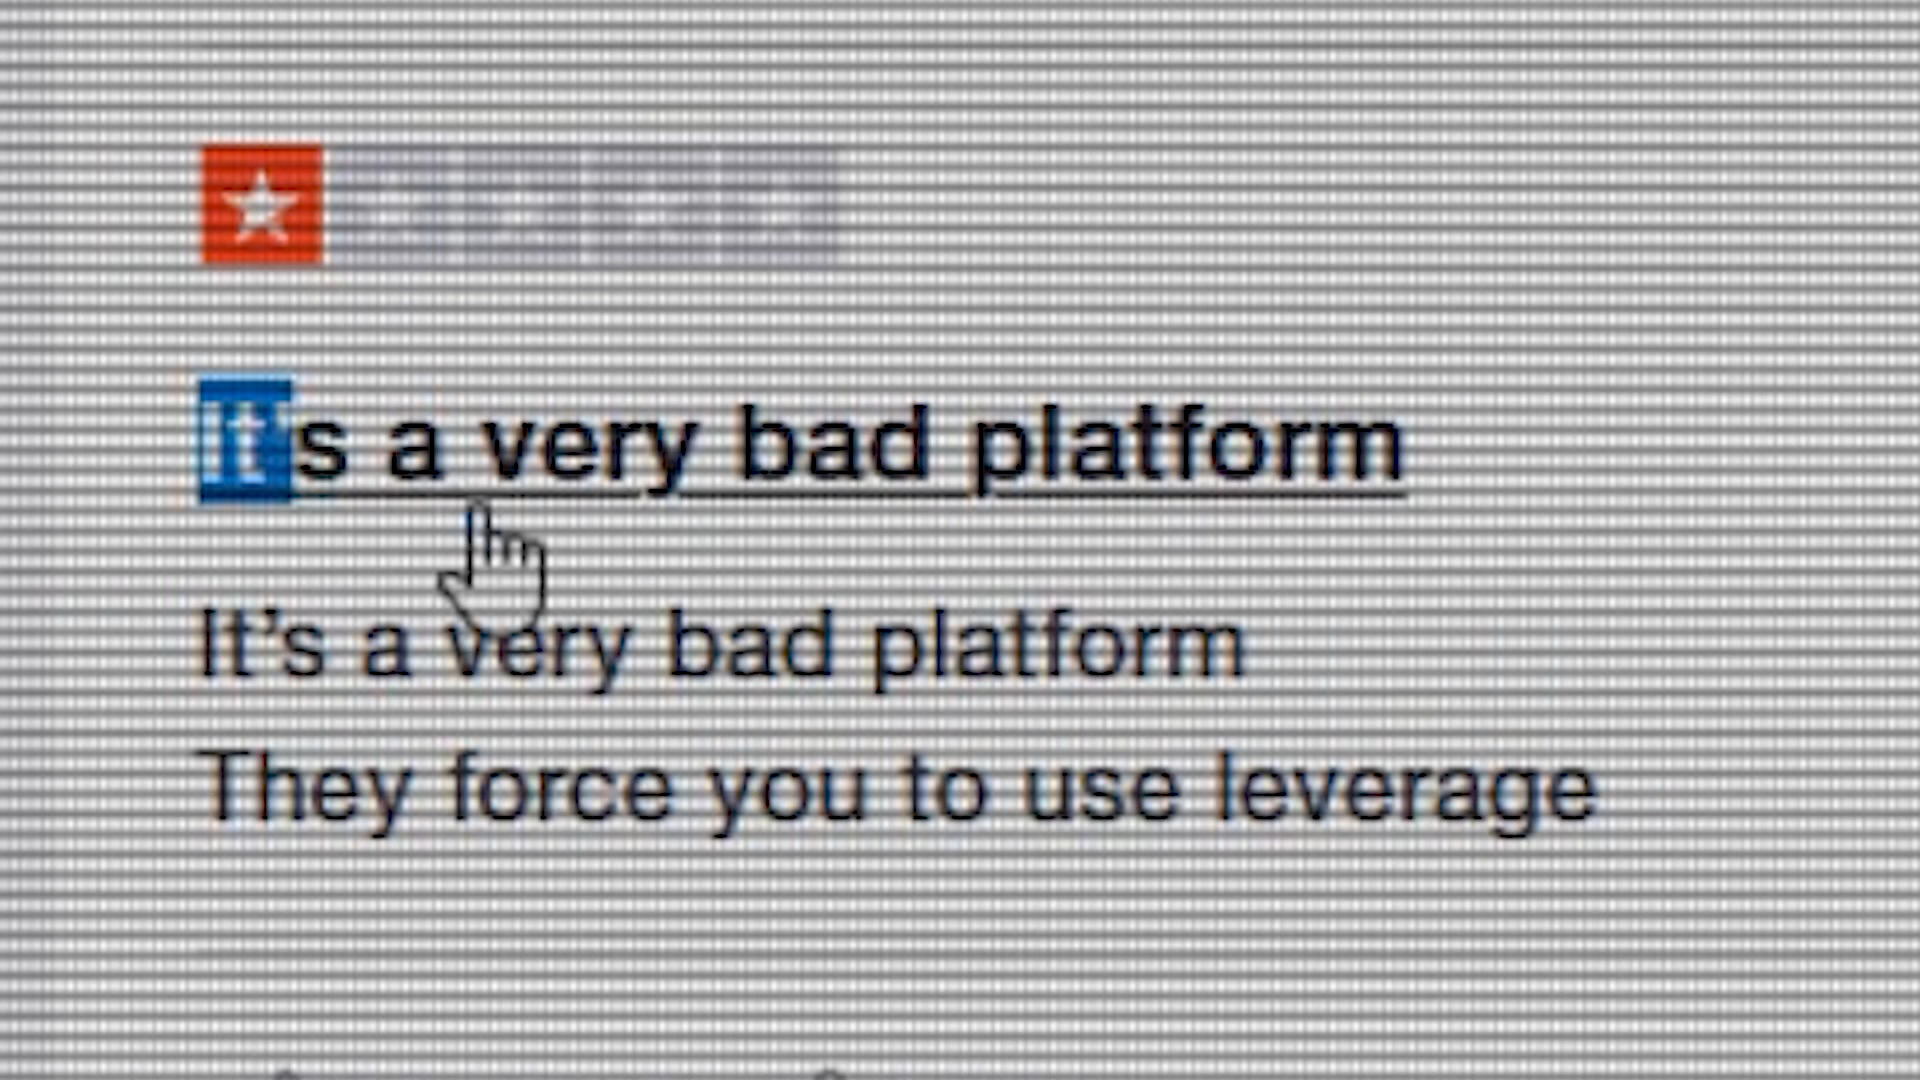 It's a very bad platform
It’s a very bad platform
They force you to use leverage